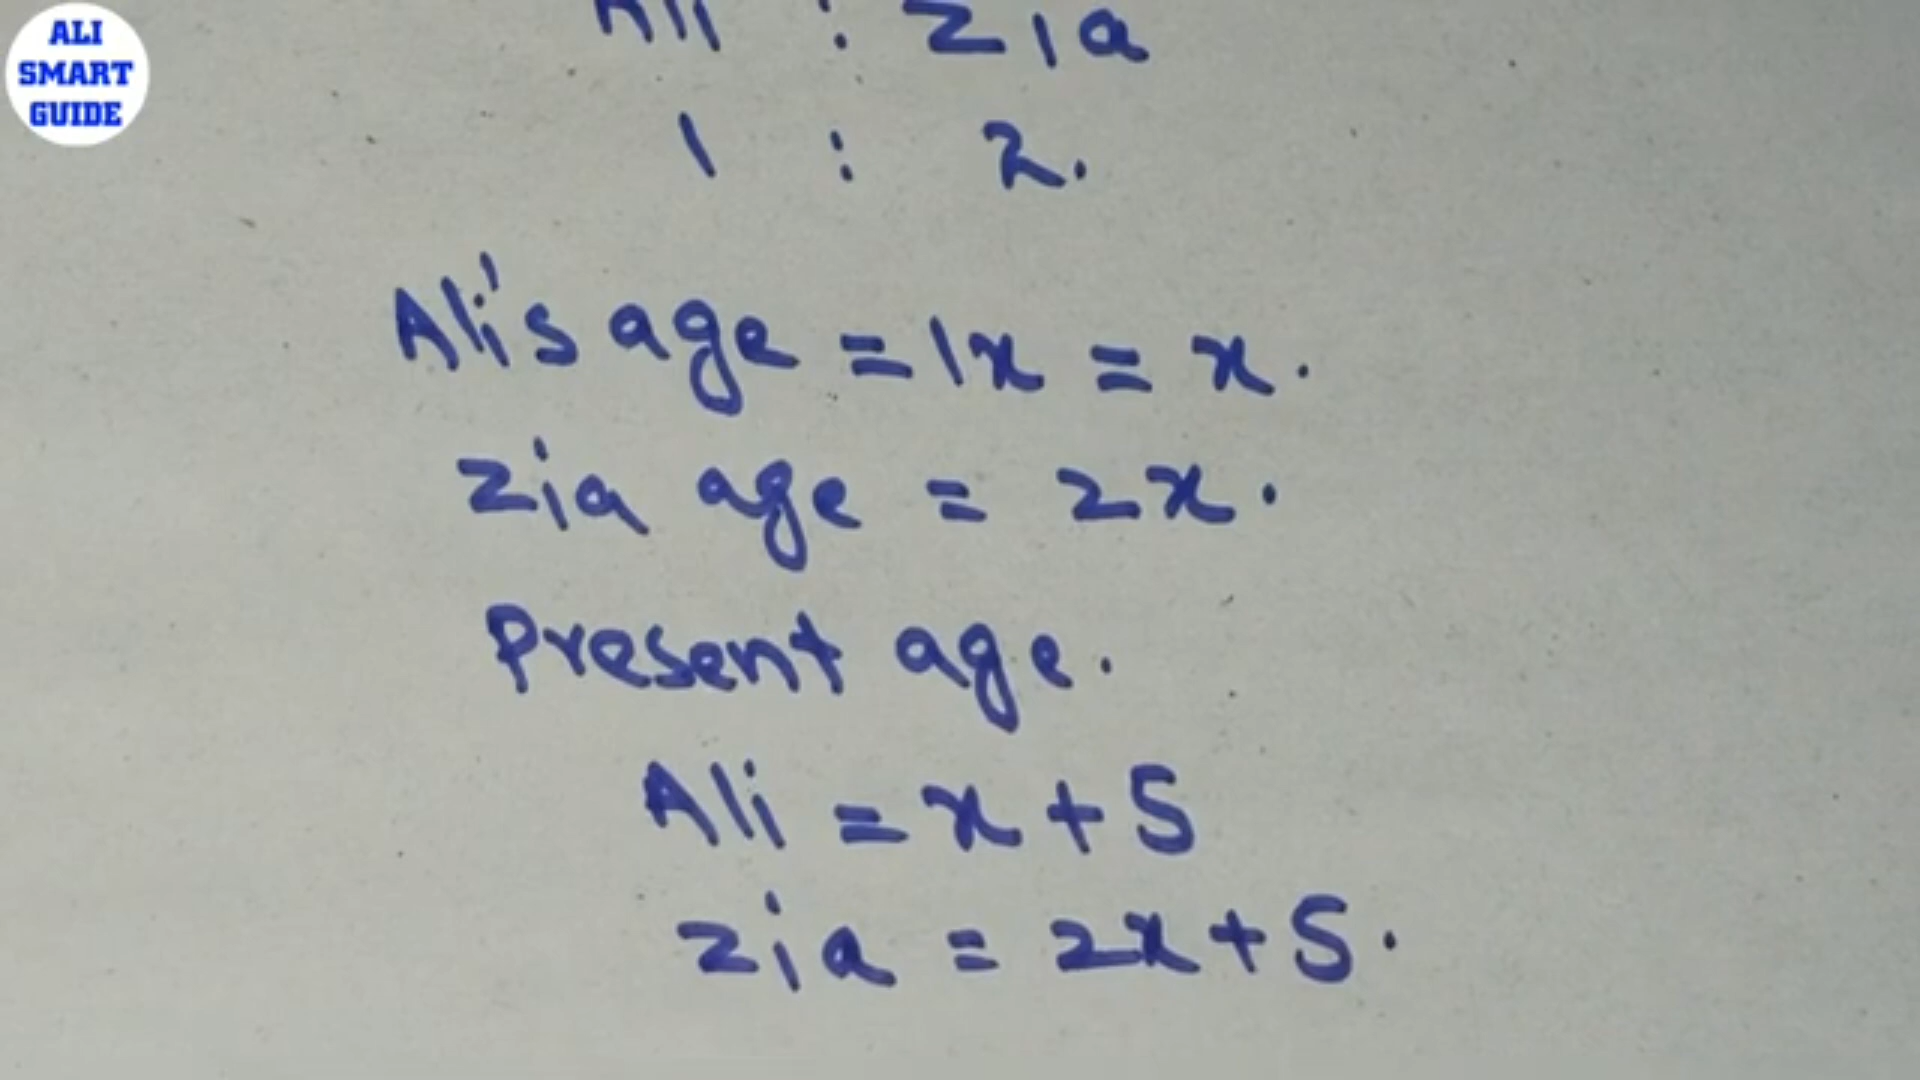 ALI
SMART
GUIDE
Ali : Zia
1 : 2.
Ali's age = 1x = x.
Zia age = 2x.
Present age.
Ali = x + 5
Zia = 2x + 5.